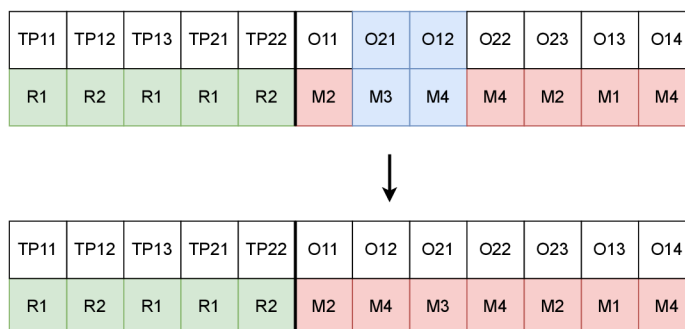 TP11 TP12 TP13 TP21 TP22 O11 O21 O12 O22 O23 O13 O14
R1 R2 R1 R1 R2 M2 M3 M4 M4 M2 M1 M4
TP11 TP12 TP13 TP21 TP22 O11 O12 O21 O22 O23 O13 O14
R1 R2 R1 R1 R2 M2 M4 M3 M4 M2 M1 M4